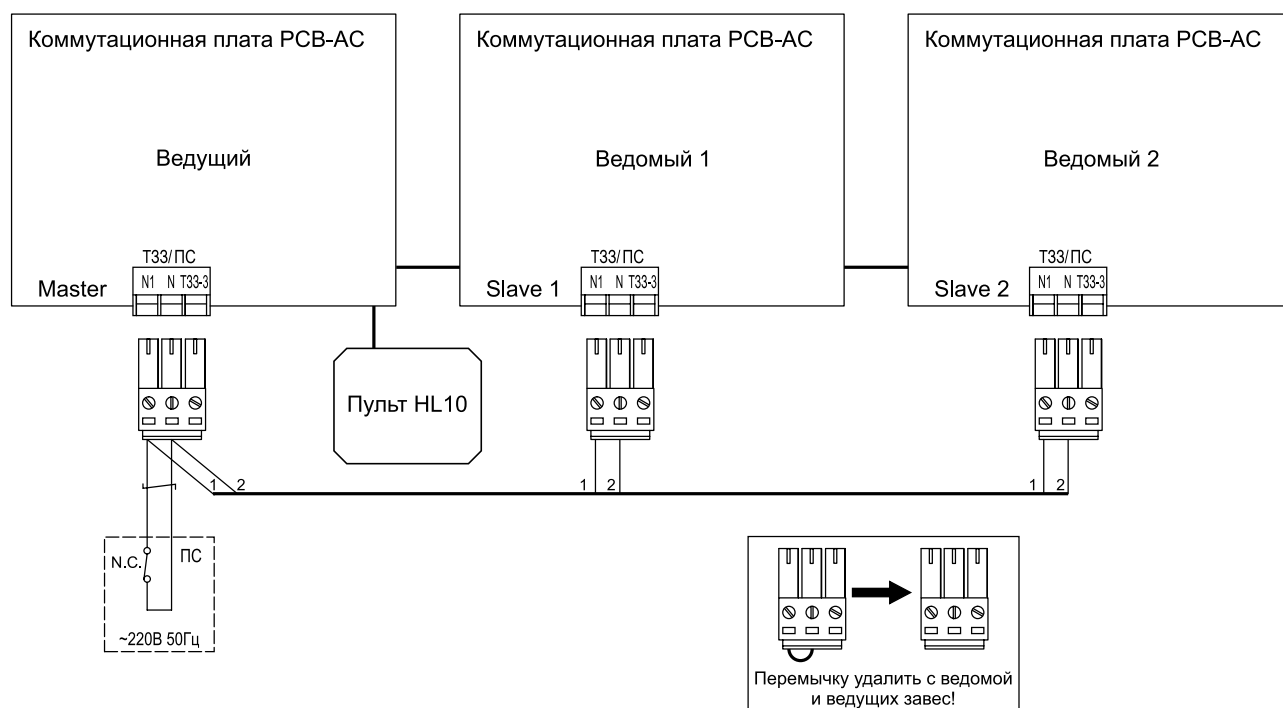 Коммутационная плата PCB-AC
Коммутационная плата PCB-AC
Коммутационная плата PCB-AC
Ведущий
Ведомый 1
Ведомый 2
ТЗЗ/ПС
ТЗЗ/ПС
ТЗЗ/ПС
Master
N1 N ТЗЗ-3
Slave 1
N1 N ТЗЗ-3
Slave 2
N1 N ТЗЗ-3
Пульт HL10
1 2
1 2
1 2
N.C.
ПС
~220В 50Гц
Перемычку удалить с ведомой
и ведущих завес!